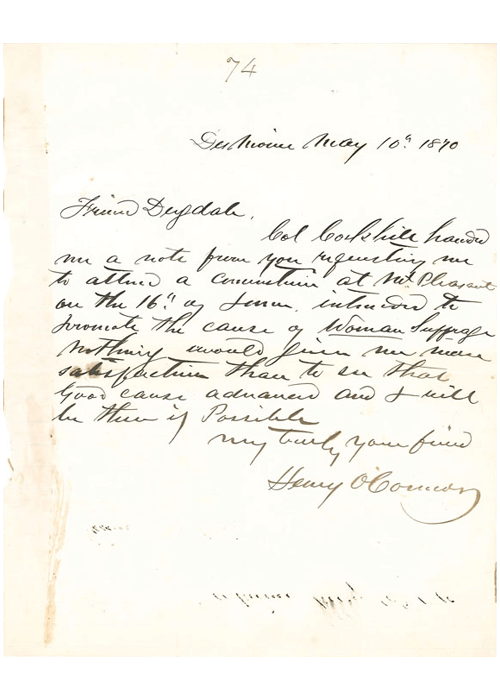 74
Des Moines May 10th 1870
Friend Dugdale,
Col Corkhill handed
me a note from you requesting me
to attend a convention at Mt. Pleasant
on the 16th of June. intended to
promote the cause of Woman Suffrage
Nothing would give me more
satisfaction than to see that
Good cause advanced and I will
be there if Possible
truly your friend
Henry O'Connor